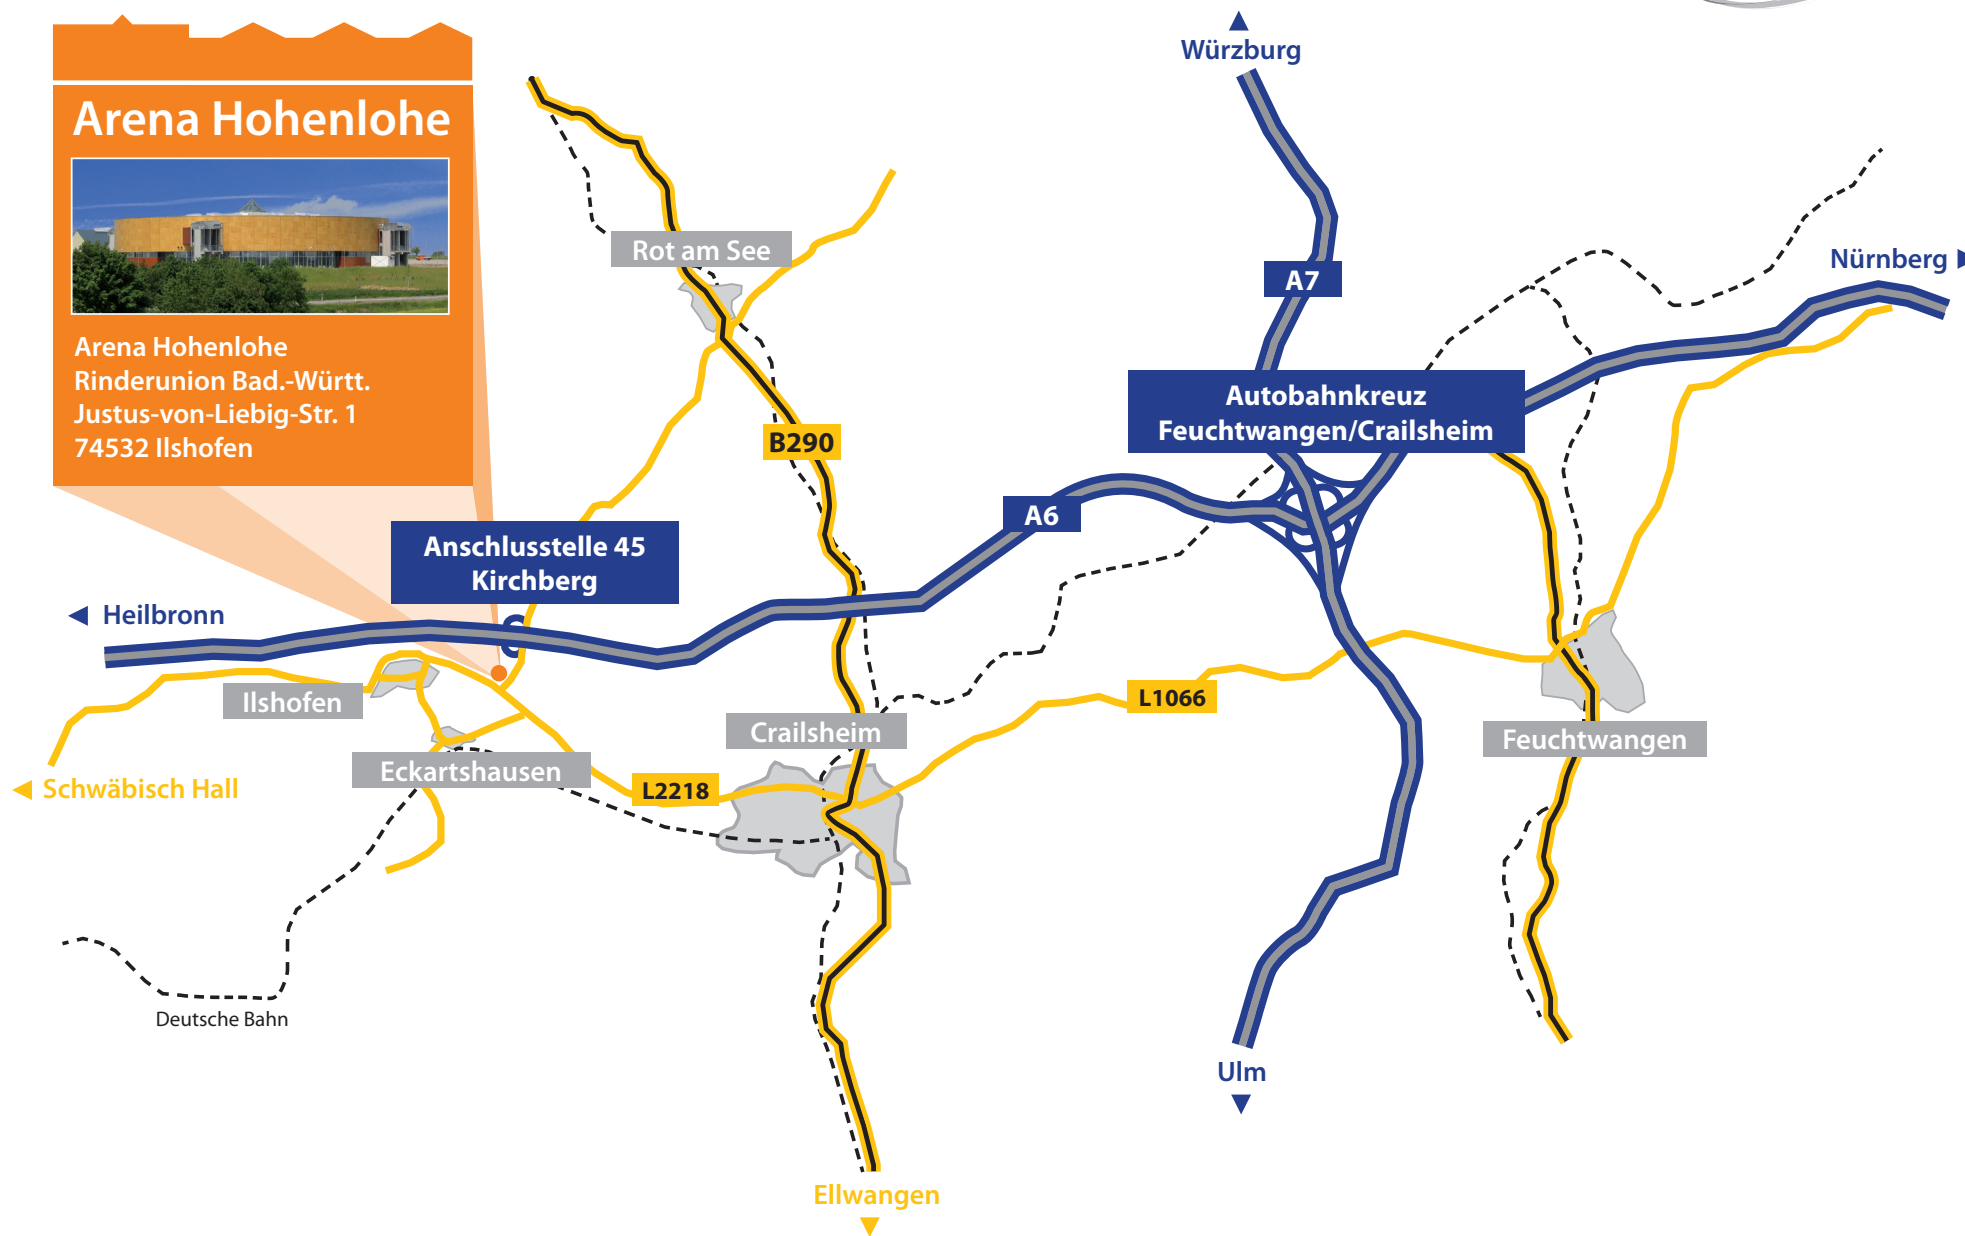 Arena Hohenlohe
Arena Hohenlohe
Rinderunion Bad.-Württ.
Justus-von-Liebig-Str. 1
74532 Ilshofen
Würzburg
Rot am See
A7
Nürnberg
Autobahnkreuz
Feuchtwangen/Crailsheim
B290
A6
Anschlusstelle 45
Kirchberg
Heilbronn
Ilshofen
L1066
Crailsheim
Feuchtwangen
Eckartshausen
Schwäbisch Hall
L2218
Deutsche Bahn
Ulm
Ellwangen